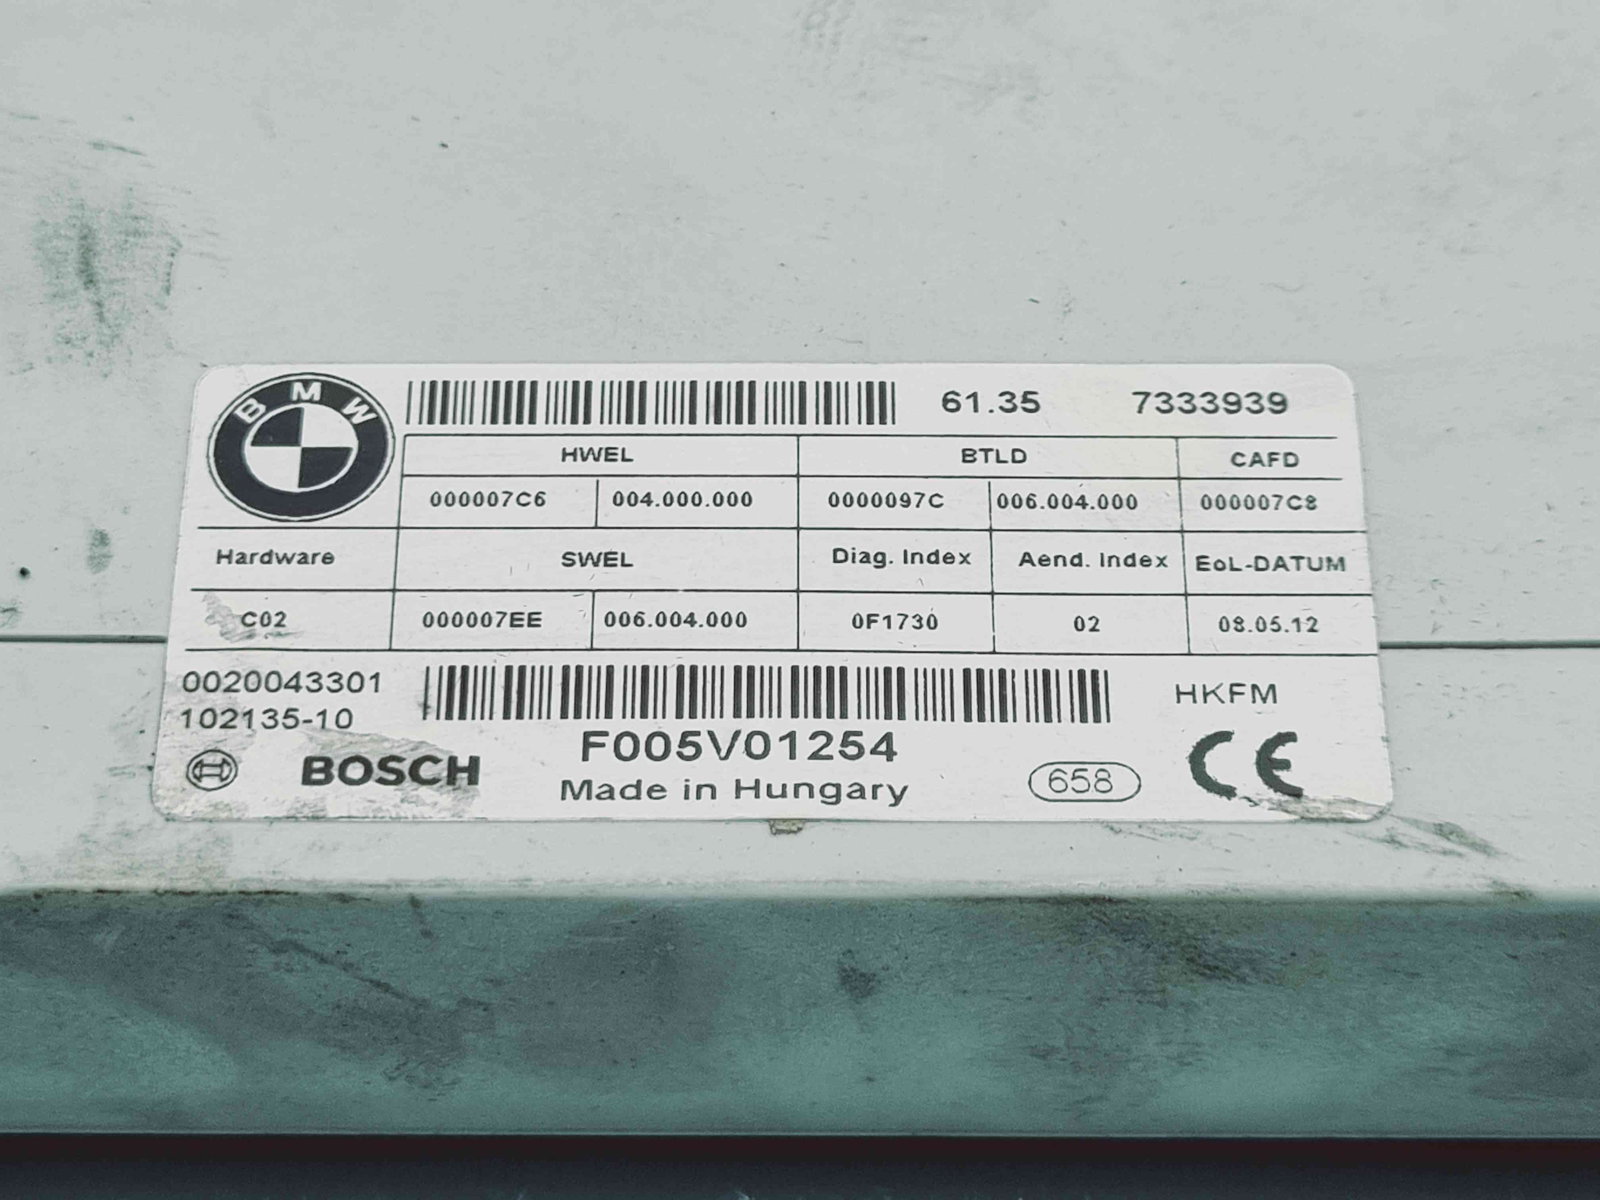 BMW
61.35 7333939
HWEL BTLD CAFD
000007C6 004.000.000 0000097C 006.004.000 000007C8
Hardware SWEL Diag. Index Aend. Index EoL-DATUM
C02 000007EE 006.004.000 0F1730 02 08.05.12
0020043301
102135-10
HKFM
F005V01254
BOSCH
Made in Hungary
658
CE